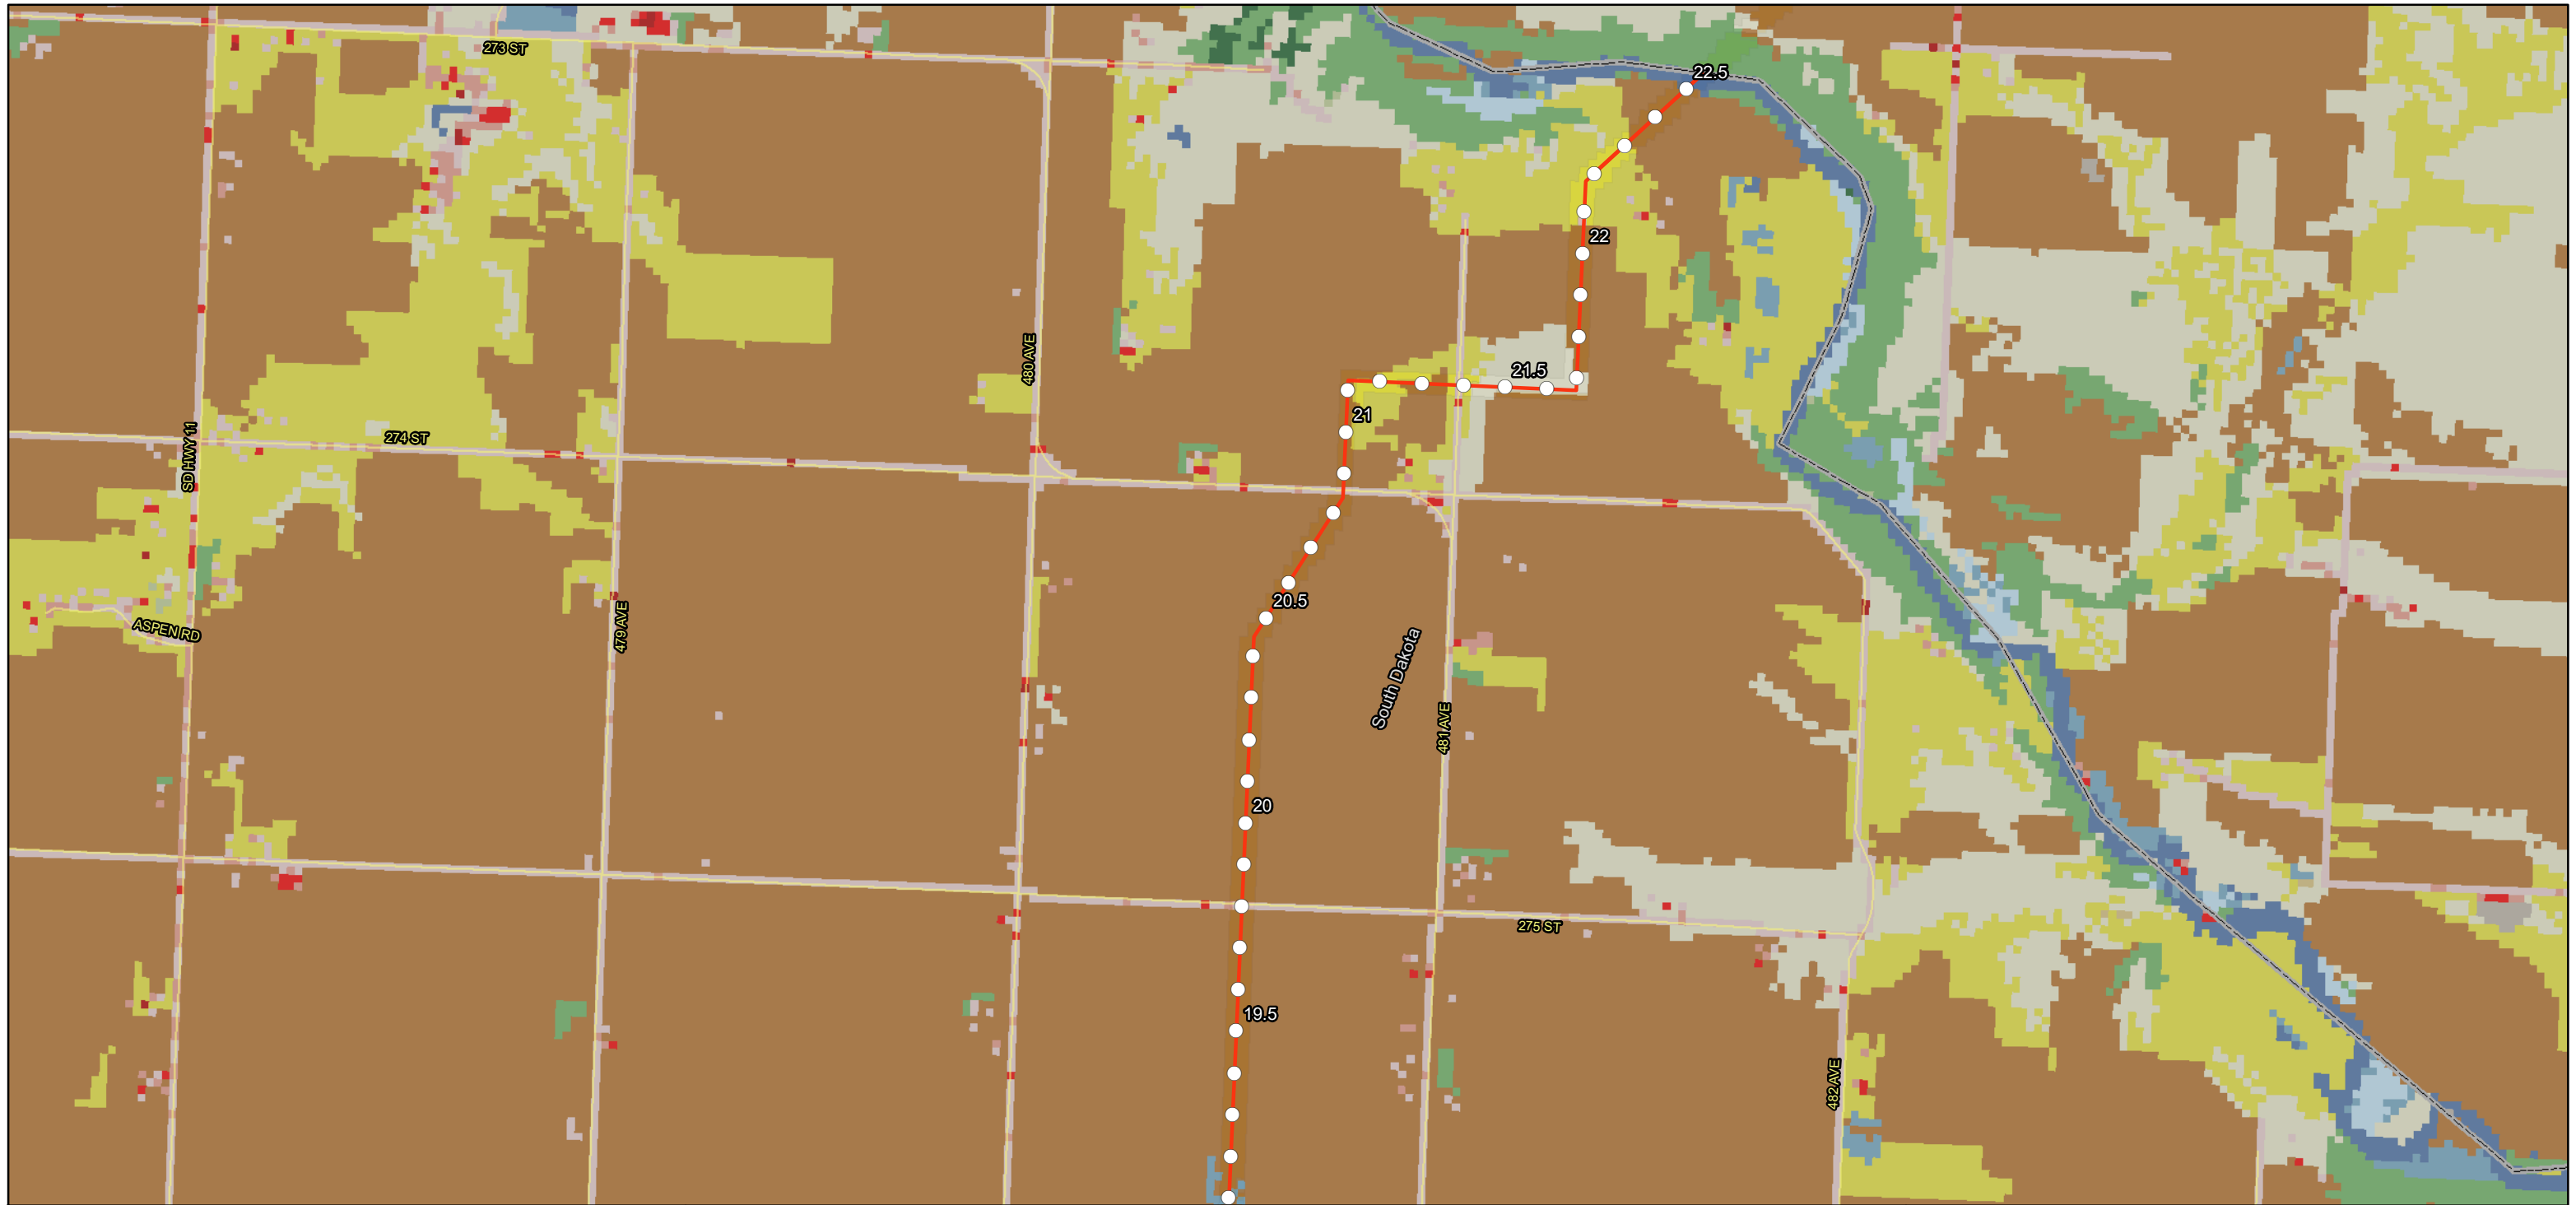 273 ST
22.5
22
480 AVE
21.5
21
SD HWY 11
274 ST
20.5
ASPEN RD
479 AVE
South Dakota
481 AVE
20
275 ST
19.5
482 AVE